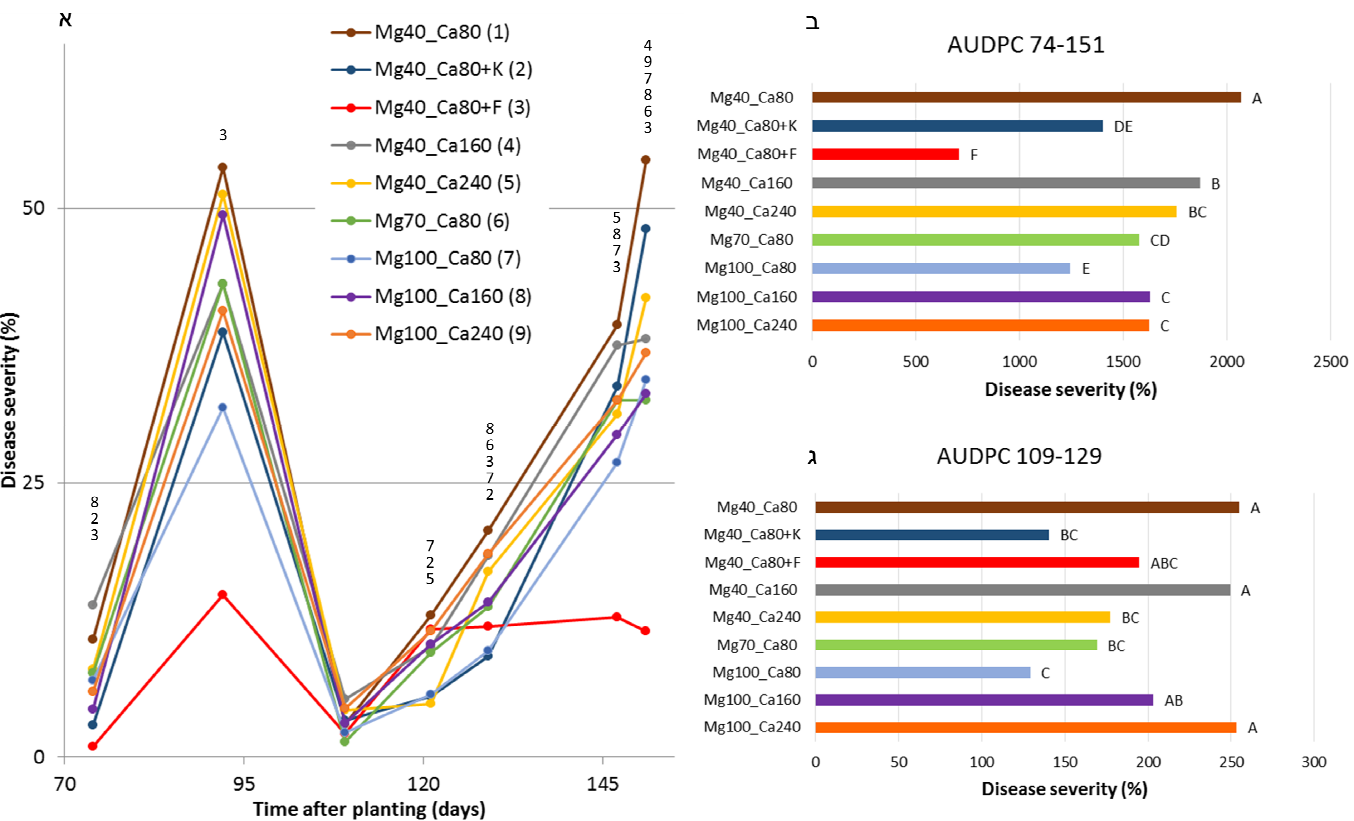 א
Mg40_Ca80 (1)
Mg40_Ca80+K (2)
Mg40_Ca80+F (3)
Mg40_Ca160 (4)
Mg40_Ca240 (5)
Mg70_Ca80 (6)
Mg100_Ca80 (7)
Mg100_Ca160 (8)
Mg100_Ca240 (9)
8
2
3
3
7
2
5
8
6
3
7
2
5
8
7
3
4
9
7
8
6
3
Disease severity (%)
50
25
0
70 95 120 145
Time after planting (days)
ב
AUDPC 74-151
Mg40_Ca80 A
Mg40_Ca80+K DE
Mg40_Ca80+F F
Mg40_Ca160 B
Mg40_Ca240 BC
Mg70_Ca80 CD
Mg100_Ca80 E
Mg100_Ca160 C
Mg100_Ca240 C
0 500 1000 1500 2000 2500
Disease severity (%)
ג
AUDPC 109-129
Mg40_Ca80 A
Mg40_Ca80+K BC
Mg40_Ca80+F ABC
Mg40_Ca160 A
Mg40_Ca240 BC
Mg70_Ca80 BC
Mg100_Ca80 C
Mg100_Ca160 AB
Mg100_Ca240 A
0 50 100 150 200 250 300
Disease severity (%)